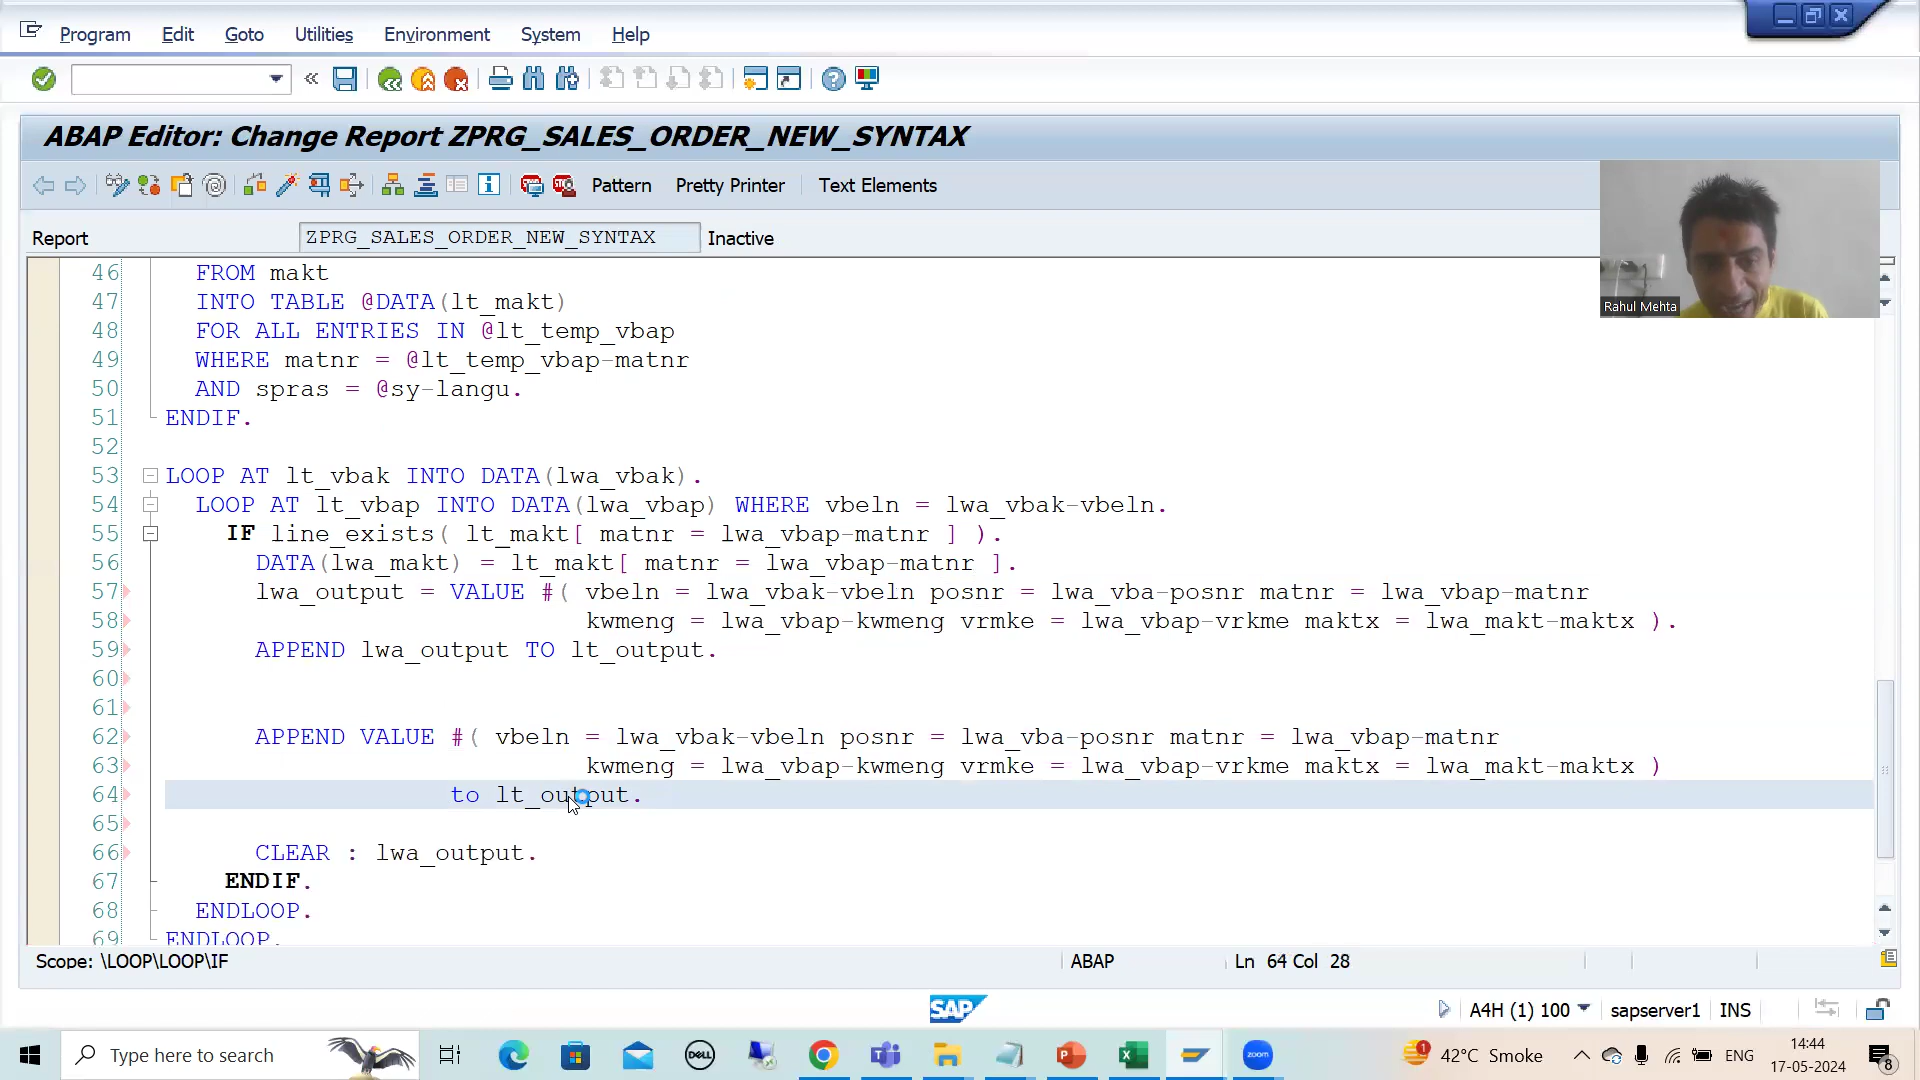 Program Edit Goto Utilities Environment System Help
ABAP Editor: Change Report ZPRG_SALES_ORDER_NEW_SYNTAX
Pattern Pretty Printer Text Elements
Report ZPRG_SALES_ORDER_NEW_SYNTAX Inactive
Rahul Mehta
46 FROM makt
47 INTO TABLE @DATA(lt_makt)
48 FOR ALL ENTRIES IN @lt_temp_vbap
49 WHERE matnr = @lt_temp_vbap-matnr
50 AND spras = @sy-langu.
51 ENDIF.
52
53 LOOP AT lt_vbak INTO DATA(lwa_vbak).
54 LOOP AT lt_vbap INTO DATA(lwa_vbap) WHERE vbeln = lwa_vbak-vbeln.
55 IF line_exists( lt_makt[ matnr = lwa_vbap-matnr ] ).
56 DATA(lwa_makt) = lt_makt[ matnr = lwa_vbap-matnr ].
57 lwa_output = VALUE #( vbeln = lwa_vbak-vbeln posnr = lwa_vba-posnr matnr = lwa_vbap-matnr
58 kwmeng = lwa_vbap-kwmeng vrmke = lwa_vbap-vrkme maktx = lwa_makt-maktx ).
59 APPEND lwa_output TO lt_output.
60
61
62 APPEND VALUE #( vbeln = lwa_vbak-vbeln posnr = lwa_vba-posnr matnr = lwa_vbap-matnr
63 kwmeng = lwa_vbap-kwmeng vrmke = lwa_vbap-vrkme maktx = lwa_makt-maktx )
64 to lt_output.
65
66 CLEAR : lwa_output.
67 ENDIF.
68 ENDLOOP.
69 ENDLOOP.
Scope: \LOOP\LOOP\IF ABAP Ln 64 Col 28
SAP A4H (1) 100 sapserver1 INS
Type here to search DELL zoom 1 42°C Smoke ENG 14:44
17-05-2024 8